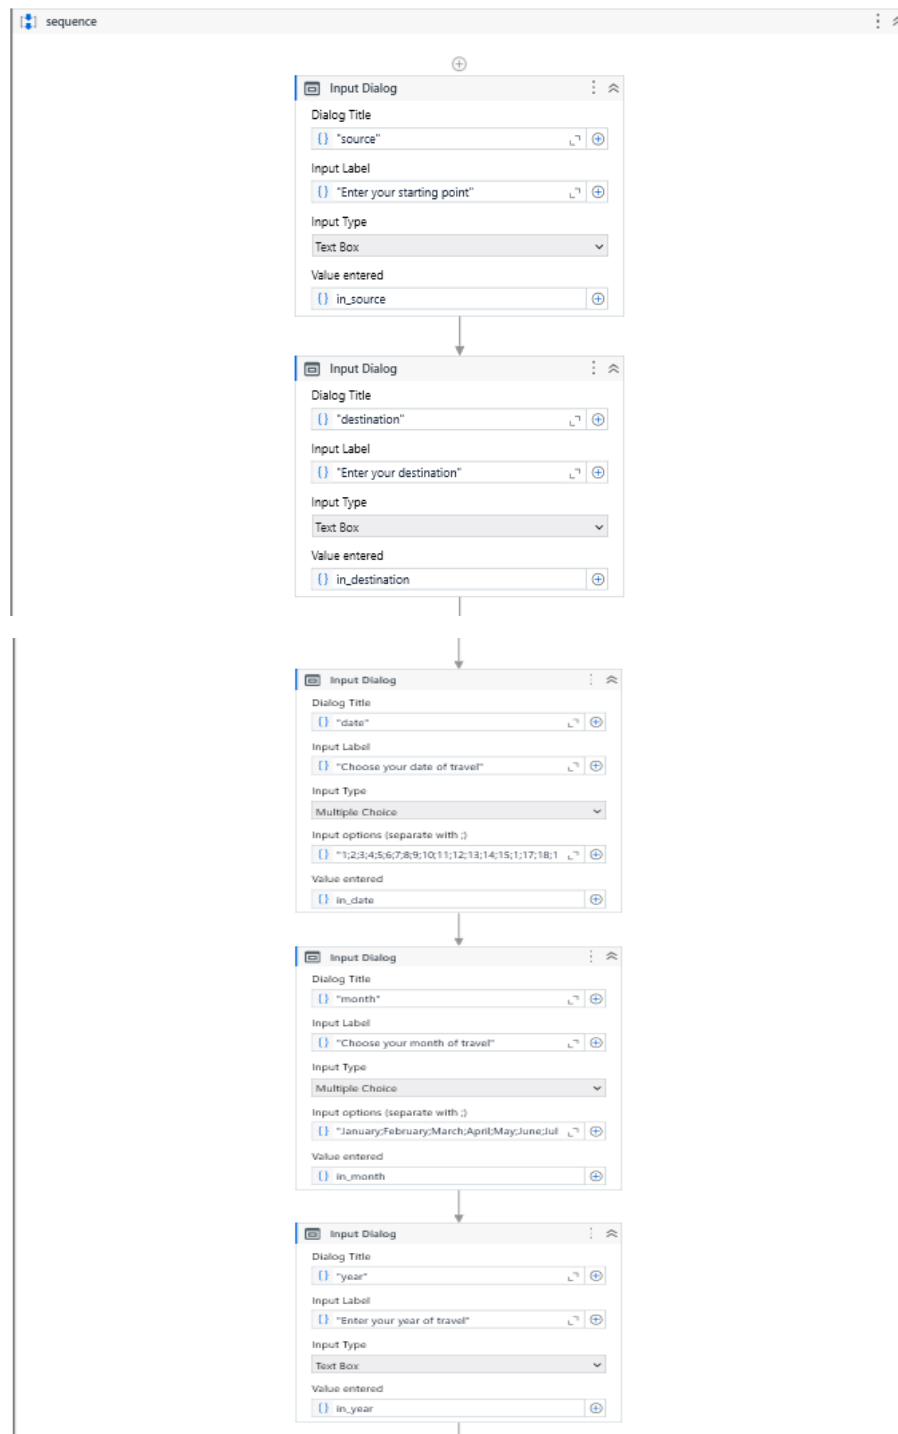 sequence
Input Dialog
Dialog Title
"source"
Input Label
"Enter your starting point"
Input Type
Text Box
Value entered
in_source
Input Dialog
Dialog Title
"destination"
Input Label
"Enter your destination"
Input Type
Text Box
Value entered
in_destination
Input Dialog
Dialog Title
"date"
Input Label
"Choose your date of travel"
Input Type
Multiple Choice
Input options (separate with ;)
"1;2;3;4;5;6;7;8;9;10;11;12;13;14;15;1;17;18;1
Value entered
in_date
Input Dialog
Dialog Title
"month"
Input Label
"Choose your month of travel"
Input Type
Multiple Choice
Input options (separate with ;)
"January;February;March;April;May;June;Jul
Value entered
in_month
Input Dialog
Dialog Title
"year"
Input Label
"Enter your year of travel"
Input Type
Text Box
Value entered
in_year